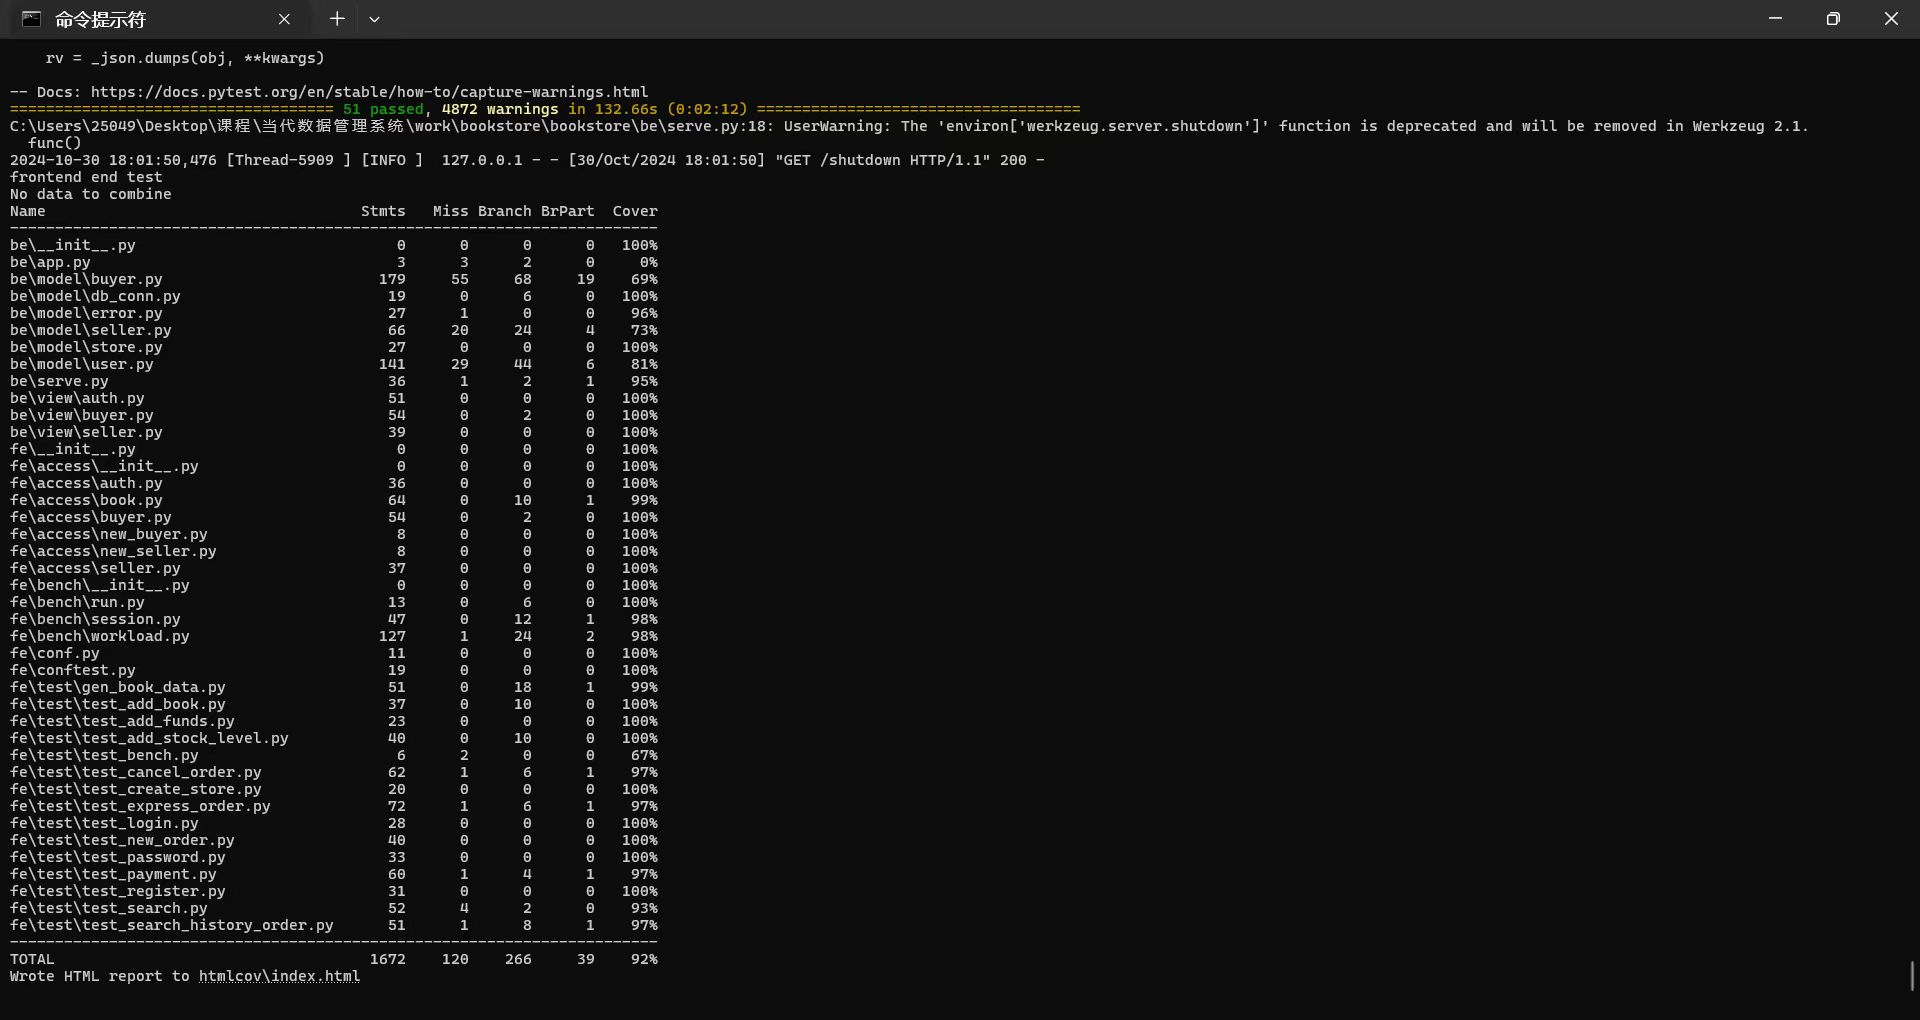 命令提示符
rv = _json.dumps(obj, **kwargs)
-- Docs: https://docs.pytest.org/en/stable/how-to/capture-warnings.html
==================================== 51 passed, 4872 warnings in 132.66s (0:02:12) ====================================
C:\Users\25049\Desktop\课程\当代数据管理系统\work\bookstore\bookstore\be\serve.py:18: UserWarning: The 'environ['werkzeug.server.shutdown']' function is deprecated and will be removed in Werkzeug 2.1.
func()
2024-10-30 18:01:50,476 [Thread-5909 ] [INFO ]  127.0.0.1 - - [30/Oct/2024 18:01:50] "GET /shutdown HTTP/1.1" 200 -
frontend end test
No data to combine
Name Stmts Miss Branch BrPart Cover
------------------------------------------------------------------------
be\__init__.py 0 0 0 0 100%
be\app.py 3 3 2 0 0%
be\model\buyer.py 179 55 68 19 69%
be\model\db_conn.py 19 0 6 0 100%
be\model\error.py 27 1 0 0 96%
be\model\seller.py 66 20 24 4 73%
be\model\store.py 27 0 0 0 100%
be\model\user.py 141 29 44 6 81%
be\serve.py 36 1 2 1 95%
be\view\auth.py 51 0 0 0 100%
be\view\buyer.py 54 0 2 0 100%
be\view\seller.py 39 0 0 0 100%
fe\__init__.py 0 0 0 0 100%
fe\access\__init__.py 0 0 0 0 100%
fe\access\auth.py 36 0 0 0 100%
fe\access\book.py 64 0 10 1 99%
fe\access\buyer.py 54 0 2 0 100%
fe\access\new_buyer.py 8 0 0 0 100%
fe\access\new_seller.py 8 0 0 0 100%
fe\access\seller.py 37 0 0 0 100%
fe\bench\__init__.py 0 0 0 0 100%
fe\bench\run.py 13 0 6 0 100%
fe\bench\session.py 47 0 12 1 98%
fe\bench\workload.py 127 1 24 2 98%
fe\conf.py 11 0 0 0 100%
fe\conftest.py 19 0 0 0 100%
fe\test\gen_book_data.py 51 0 18 1 99%
fe\test\test_add_book.py 37 0 10 0 100%
fe\test\test_add_funds.py 23 0 0 0 100%
fe\test\test_add_stock_level.py 40 0 10 0 100%
fe\test\test_bench.py 6 2 0 0 67%
fe\test\test_cancel_order.py 62 1 6 1 97%
fe\test\test_create_store.py 20 0 0 0 100%
fe\test\test_express_order.py 72 1 6 1 97%
fe\test\test_login.py 28 0 0 0 100%
fe\test\test_new_order.py 40 0 0 0 100%
fe\test\test_password.py 33 0 0 0 100%
fe\test\test_payment.py 60 1 4 1 97%
fe\test\test_register.py 31 0 0 0 100%
fe\test\test_search.py 52 4 2 0 93%
fe\test\test_search_history_order.py 51 1 8 1 97%
------------------------------------------------------------------------
TOTAL 1672 120 266 39 92%
Wrote HTML report to htmlcov\index.html